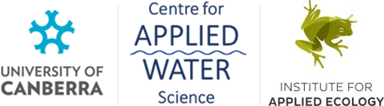 UNIVERSITY OF
CANBERRA
Centre for
APPLIED
WATER
Science
INSTITUTE FOR
APPLIED ECOLOGY